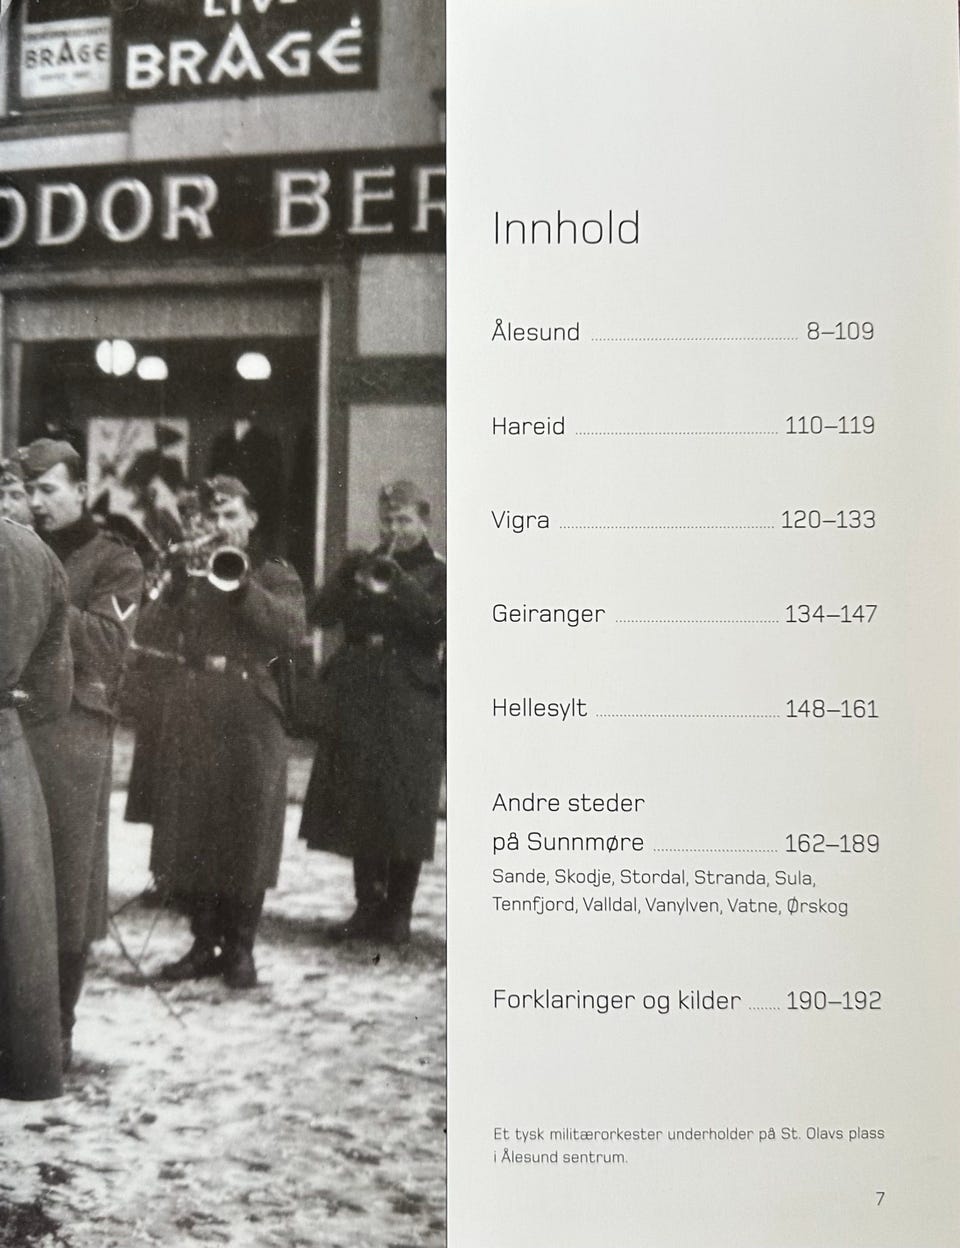 LIV-
BRAGE
BRAGE
ODOR BER
Innhold
Ålesund ........ 8–109
Hareid ........ 110–119
Vigra ........ 120–133
Geiranger ........ 134–147
Hellesylt ........ 148–161
Andre steder
på Sunnmøre ........ 162–189
Sande, Skodje, Stordal, Stranda, Sula,
Tennfjord, Valldal, Vanylven, Vatne, Ørskog
Forklaringer og kilder ....... 190–192
Et tysk militærorkester underholder på St. Olavs plass
i Ålesund sentrum.
7